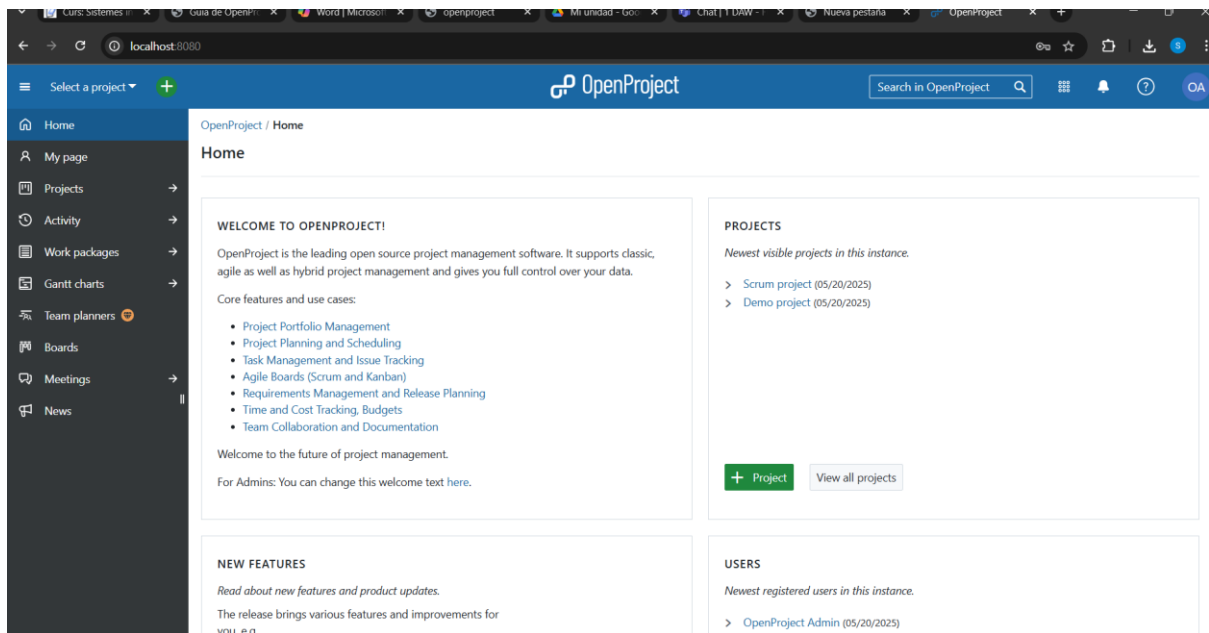 Curs: Sistemes in
Guia de OpenPro
Word | Microsoft
openproject
Mi unidad - Goo
Chat | 1 DAW -
Nueva pestaña
OpenProject
localhost:8080
S
Select a project
OpenProject
Search in OpenProject
OA
Home
My page
Projects
Activity
Work packages
Gantt charts
Team planners
Boards
Meetings
News
OpenProject / Home
Home
WELCOME TO OPENPROJECT!
OpenProject is the leading open source project management software. It supports classic,
agile as well as hybrid project management and gives you full control over your data.
Core features and use cases:
• Project Portfolio Management
• Project Planning and Scheduling
• Task Management and Issue Tracking
• Agile Boards (Scrum and Kanban)
• Requirements Management and Release Planning
• Time and Cost Tracking, Budgets
• Team Collaboration and Documentation
Welcome to the future of project management.
For Admins: You can change this welcome text here.
PROJECTS
Newest visible projects in this instance.
Scrum project (05/20/2025)
Demo project (05/20/2025)
+ Project
View all projects
NEW FEATURES
Read about new features and product updates.
The release brings various features and improvements for
you, e.g.
USERS
Newest registered users in this instance.
OpenProject Admin (05/20/2025)